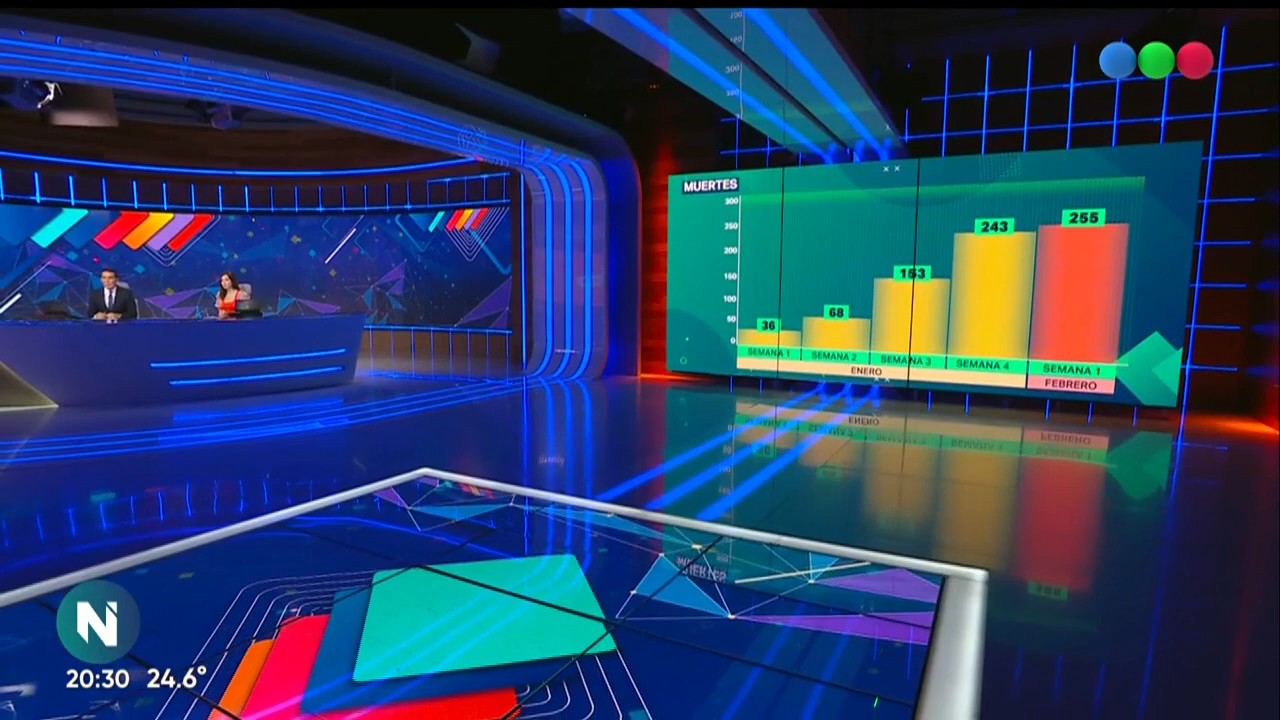 MUERTES
300
250
200
150
100
50
0
36
68
153
243
255
SEMANA 1
SEMANA 2
SEMANA 3
SEMANA 4
SEMANA 1
ENERO
FEBRERO
N
20:30 24.6°